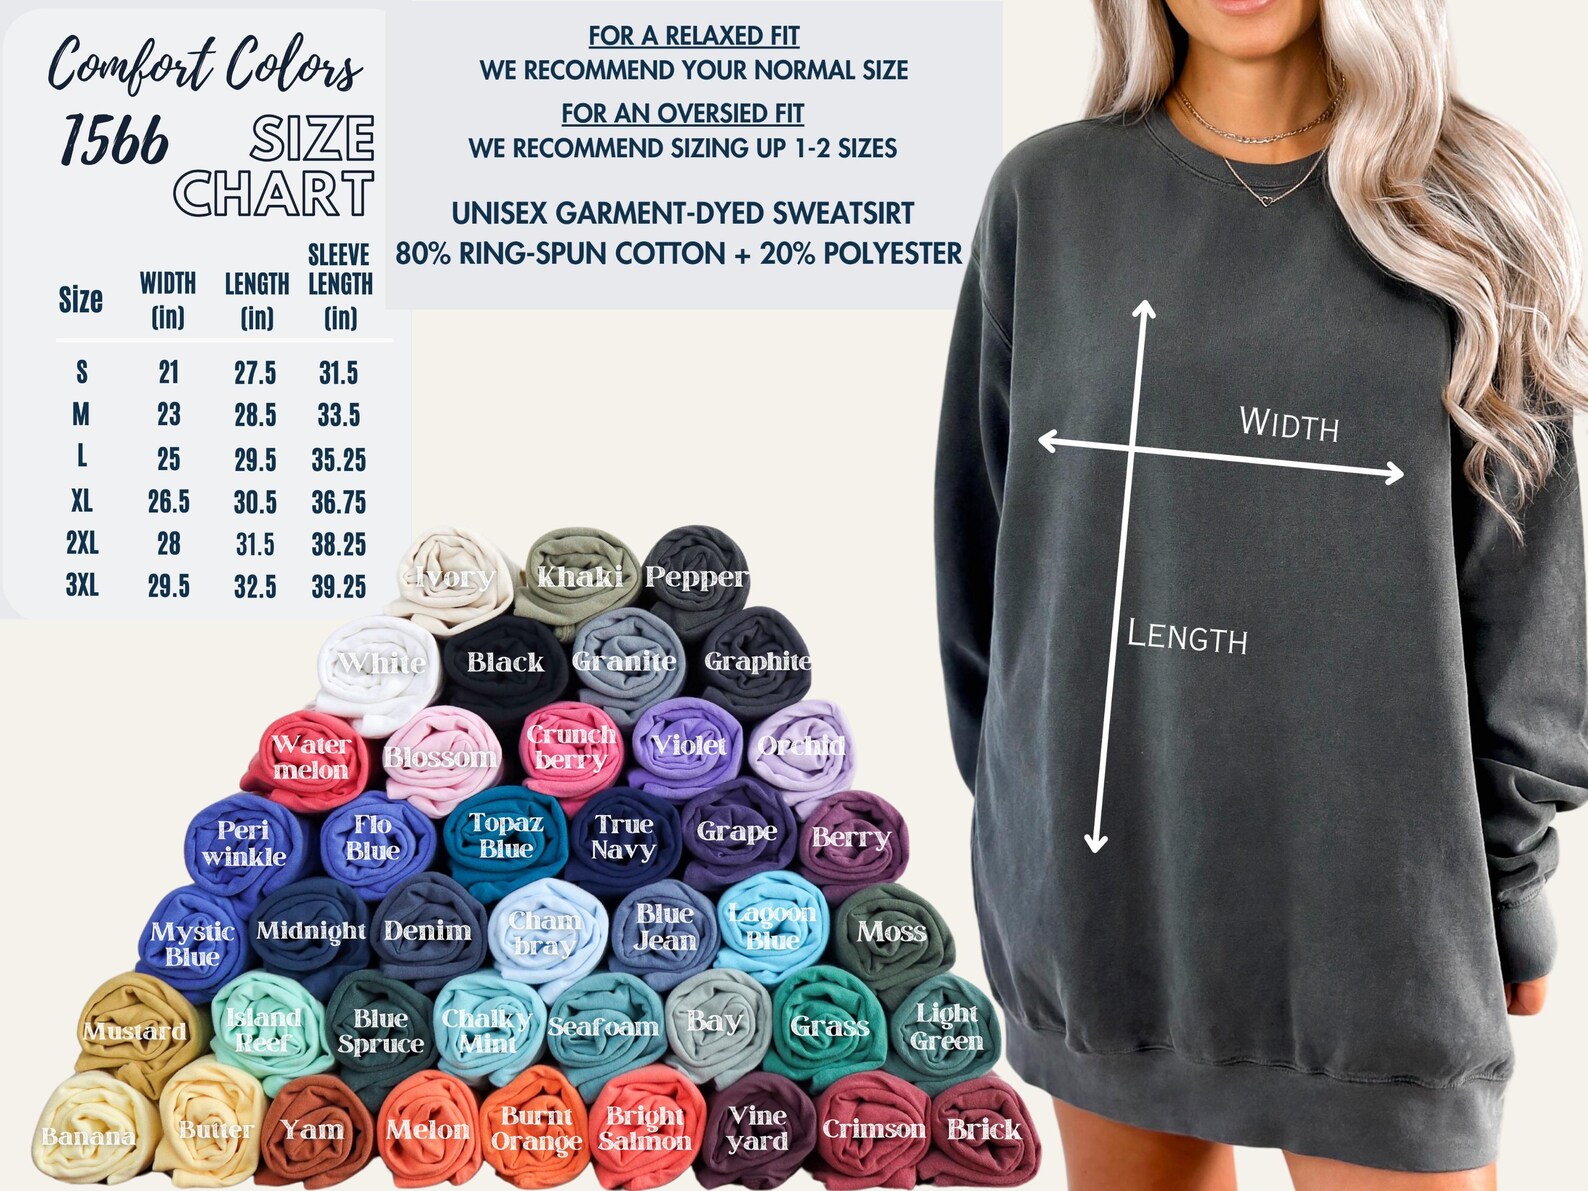 Comfort Colors
1566
SIZE
CHART
Size WIDTH (in) LENGTH (in) SLEEVE LENGTH (in)
S 21 27.5 31.5
M 23 28.5 33.5
L 25 29.5 35.25
XL 26.5 30.5 36.75
2XL 28 31.5 38.25
3XL 29.5 32.5 39.25
FOR A RELAXED FIT
WE RECOMMEND YOUR NORMAL SIZE
FOR AN OVERSIED FIT
WE RECOMMEND SIZING UP 1-2 SIZES
UNISEX GARMENT-DYED SWEATSIRT
80% RING-SPUN COTTON + 20% POLYESTER
WIDTH
LENGTH
Ivory Khaki Pepper
White Black Granite Graphite
Water
melon
Blossom
Crunch
berry
Violet
Orchid
Peri
winkle
Flo
Blue
Topaz
Blue
True
Navy
Grape
Berry
Mystic
Blue
Midnight
Denim
Cham
bray
Blue
Jean
Lagoon
Blue
Moss
Mustard
Island
Reef
Blue
Spruce
Chalky
Mint
Seafoam
Bay
Grass
Light
Green
Banana
Butter
Yam
Melon
Burnt
Orange
Bright
Salmon
Vine
yard
Crimson
Brick